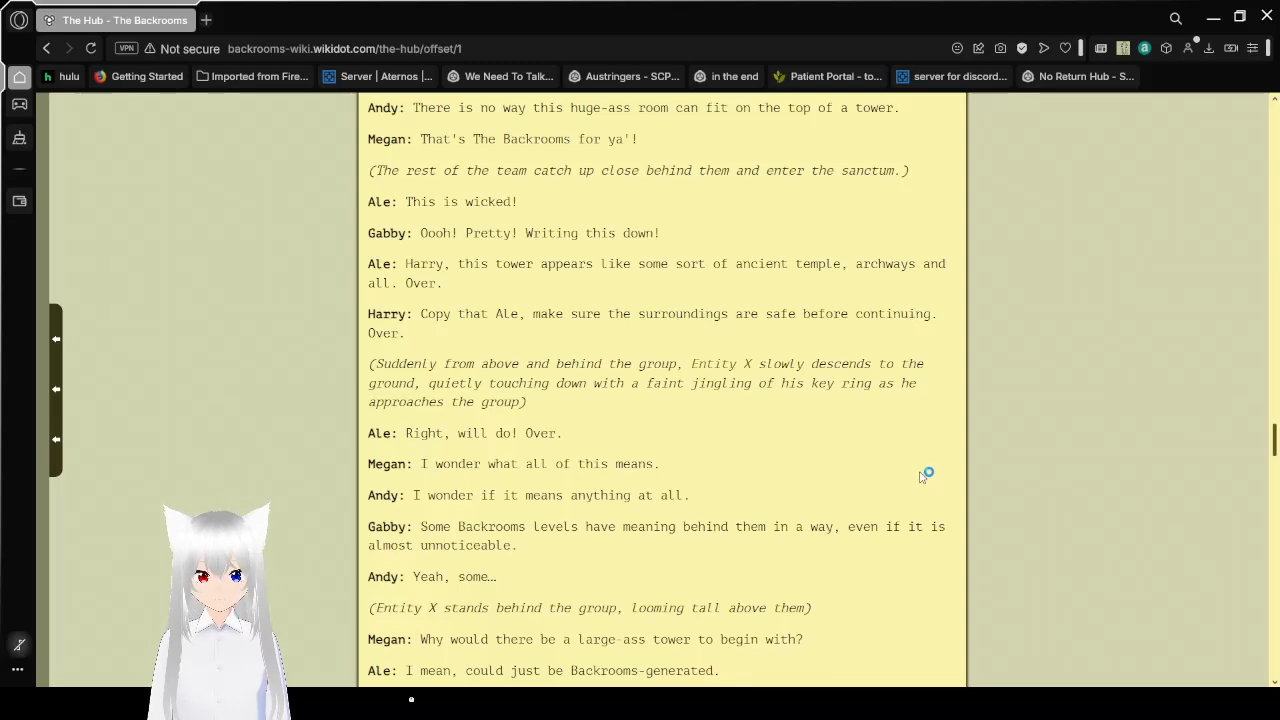 The Hub - The Backrooms
VPN Not secure backrooms-wiki.wikidot.com/the-hub/offset/1
hulu Getting Started Imported from Fire... Server | Aternos |... We Need To Talk... Austringers - SCP... in the end Patient Portal - to... server for discord... No Return Hub - S...
Andy: There is no way this huge-ass room can fit on the top of a tower.
Megan: That's The Backrooms for ya'!
(The rest of the team catch up close behind them and enter the sanctum.)
Ale: This is wicked!
Gabby: Oooh! Pretty! Writing this down!
Ale: Harry, this tower appears like some sort of ancient temple, archways and
all. Over.
Harry: Copy that Ale, make sure the surroundings are safe before continuing.
Over.
(Suddenly from above and behind the group, Entity X slowly descends to the
ground, quietly touching down with a faint jingling of his key ring as he
approaches the group)
Ale: Right, will do! Over.
Megan: I wonder what all of this means.
Andy: I wonder if it means anything at all.
Gabby: Some Backrooms Levels have meaning behind them in a way, even if it is
almost unnoticeable.
Andy: Yeah, some…
(Entity X stands behind the group, looming tall above them)
Megan: Why would there be a large-ass tower to begin with?
Ale: I mean, could just be Backrooms-generated.